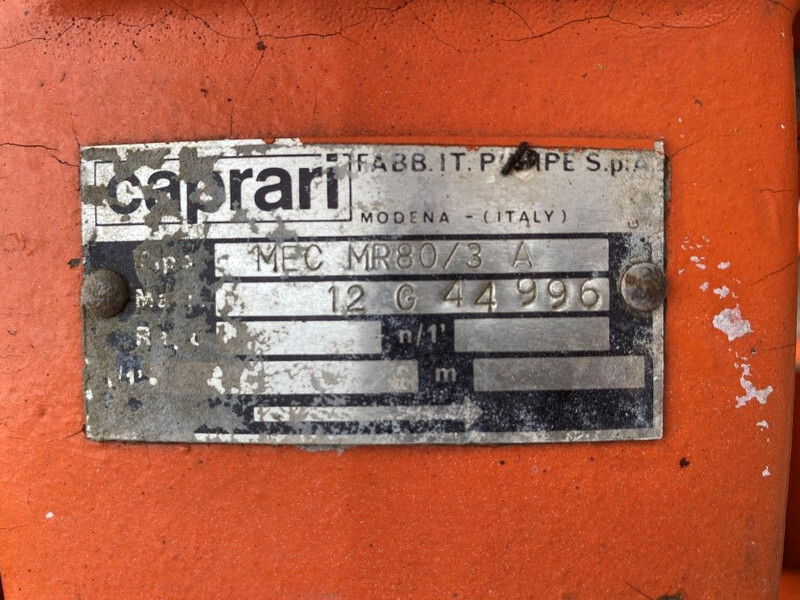 caprari FABB.IT. POMPE S.p.A
MODENA - (ITALY)
MEC MR80/3 A
12 G 44996
n/1'
m